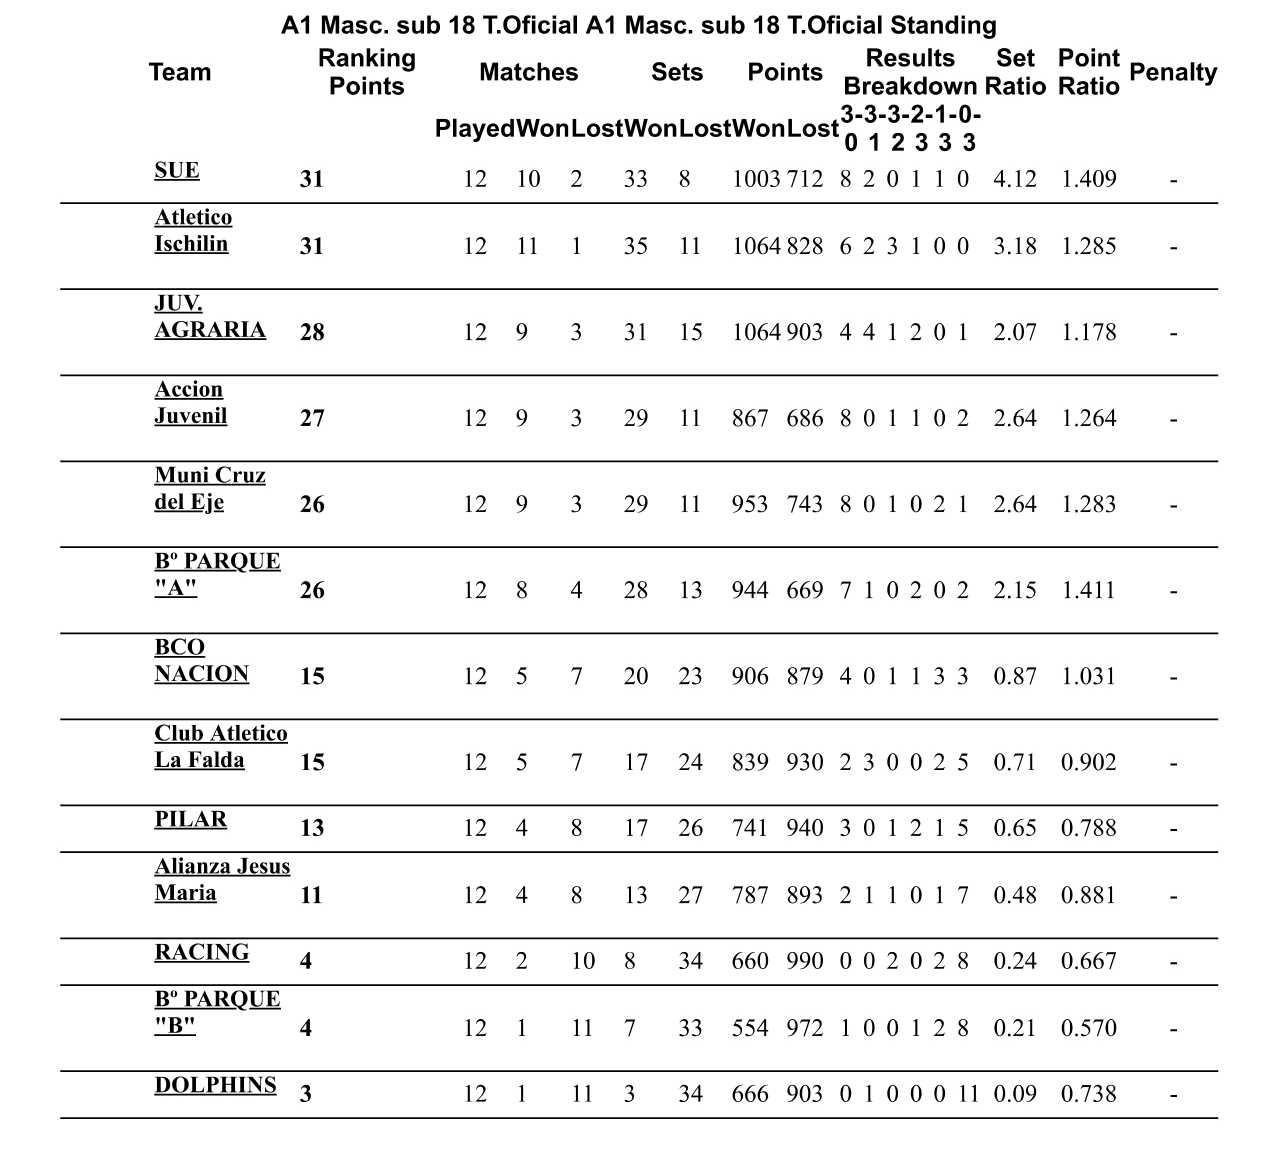 A1 Masc. sub 18 T.Oficial A1 Masc. sub 18 T.Oficial Standing
Team Ranking Points Matches Sets Points Results Breakdown Set Ratio Point Ratio Penalty
Played Won Lost Won Lost Won Lost 3-0 3-1 3-2 2-3 1-3 0-3
SUE 31 12 10 2 33 8 1003 712 8 2 0 1 1 0 4.12 1.409 -
Atletico Ischilin 31 12 11 1 35 11 1064 828 6 2 3 1 0 0 3.18 1.285 -
JUV. AGRARIA 28 12 9 3 31 15 1064 903 4 4 1 2 0 1 2.07 1.178 -
Accion Juvenil 27 12 9 3 29 11 867 686 8 0 1 1 0 2 2.64 1.264 -
Muni Cruz del Eje 26 12 9 3 29 11 953 743 8 0 1 0 2 1 2.64 1.283 -
Bº PARQUE "A" 26 12 8 4 28 13 944 669 7 1 0 2 0 2 2.15 1.411 -
BCO NACION 15 12 5 7 20 23 906 879 4 0 1 1 3 3 0.87 1.031 -
Club Atletico La Falda 15 12 5 7 17 24 839 930 2 3 0 0 2 5 0.71 0.902 -
PILAR 13 12 4 8 17 26 741 940 3 0 1 2 1 5 0.65 0.788 -
Alianza Jesus Maria 11 12 4 8 13 27 787 893 2 1 1 0 1 7 0.48 0.881 -
RACING 4 12 2 10 8 34 660 990 0 0 2 0 2 8 0.24 0.667 -
Bº PARQUE "B" 4 12 1 11 7 33 554 972 1 0 0 1 2 8 0.21 0.570 -
DOLPHINS 3 12 1 11 3 34 666 903 0 1 0 0 0 11 0.09 0.738 -